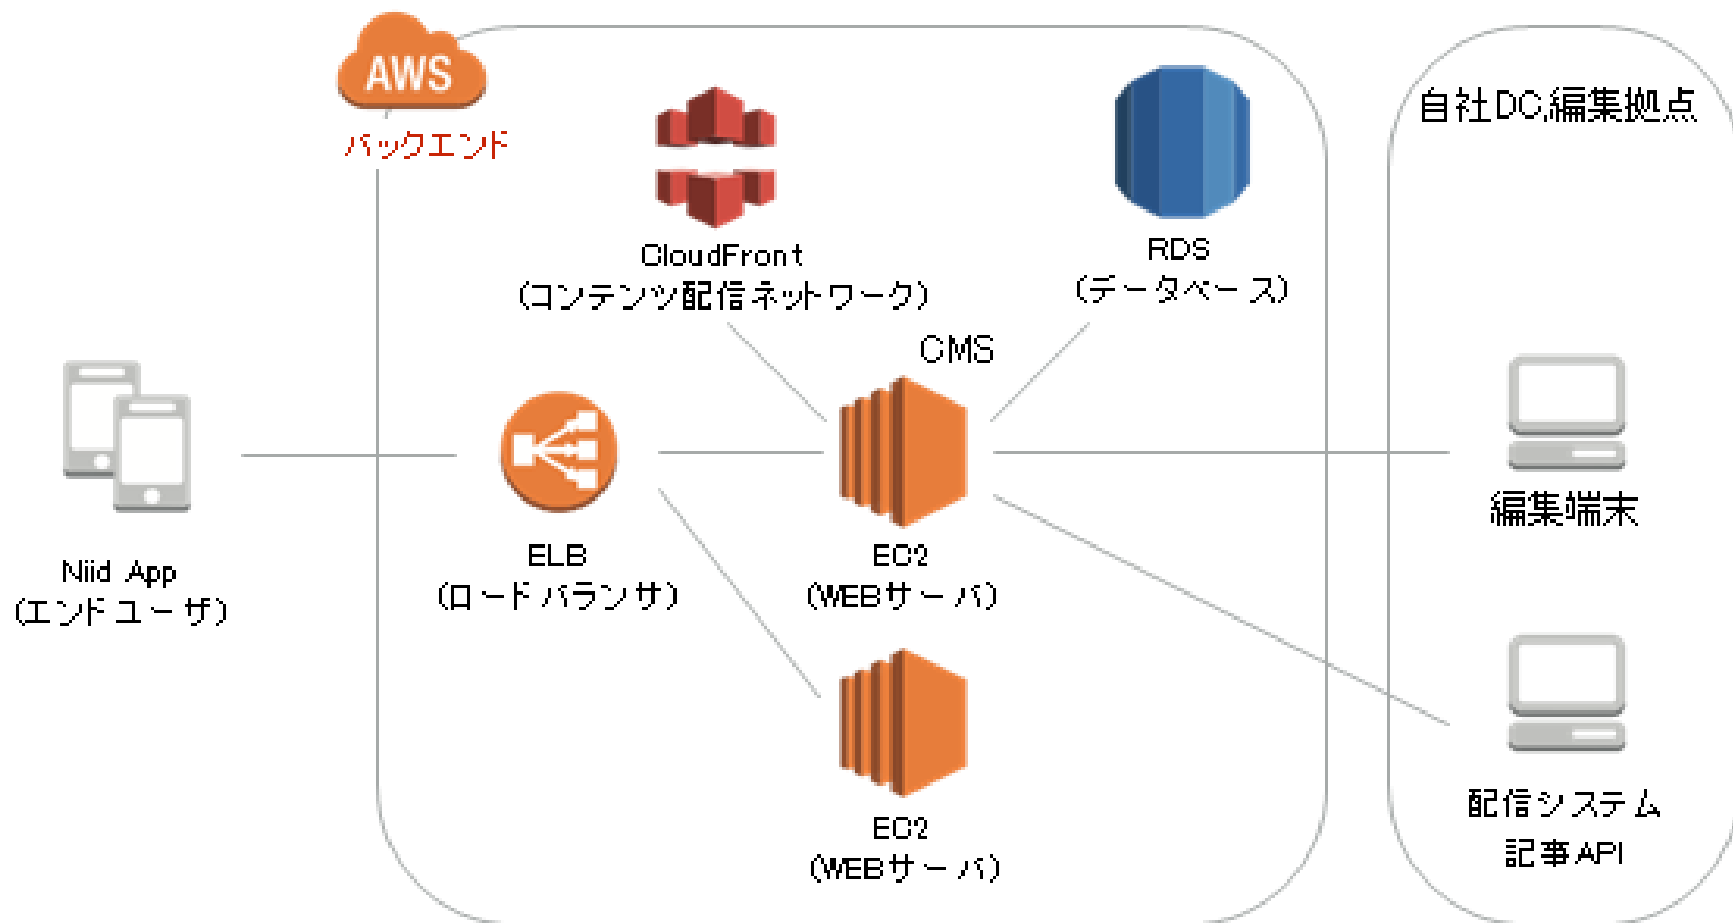 AWS
バックエンド
自社DC,編集拠点
CloudFront
(コンテンツ配信ネットワーク)
RDS
(データベース)
CMS
Niid App
(エンドユーザ)
ELB
(ロードバランサ)
EC2
(WEBサーバ)
編集端末
EC2
(WEBサーバ)
配信システム
記事API